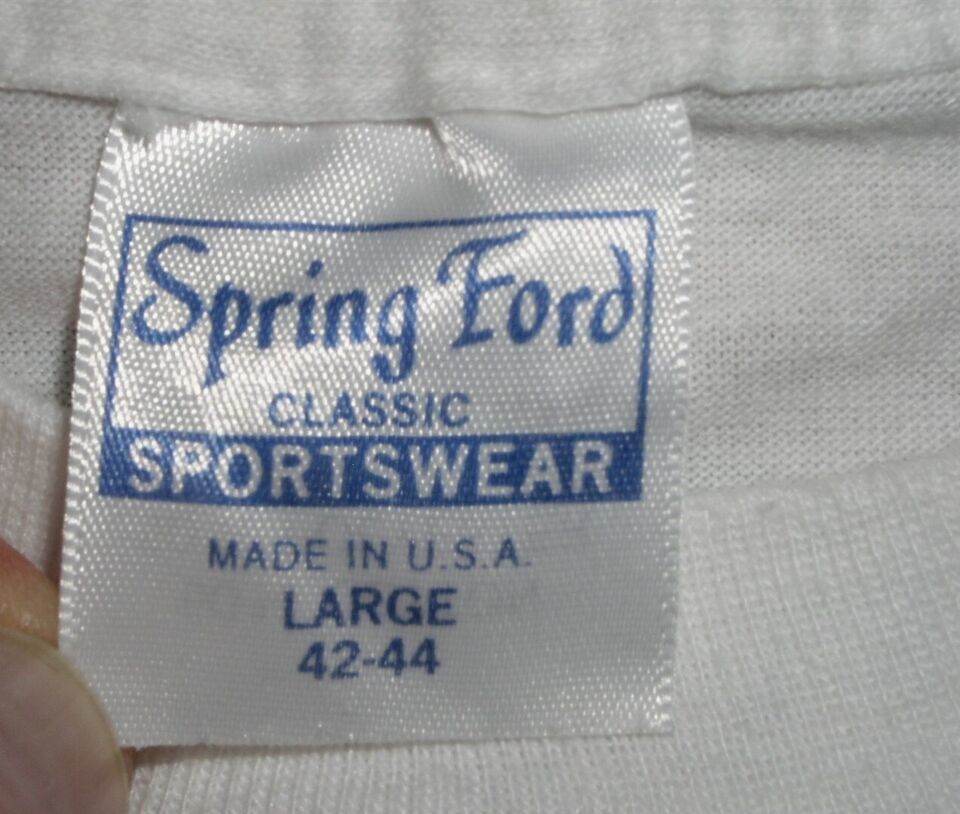 Spring Ford
CLASSIC
SPORTSWEAR
MADE IN U.S.A.
LARGE
42-44